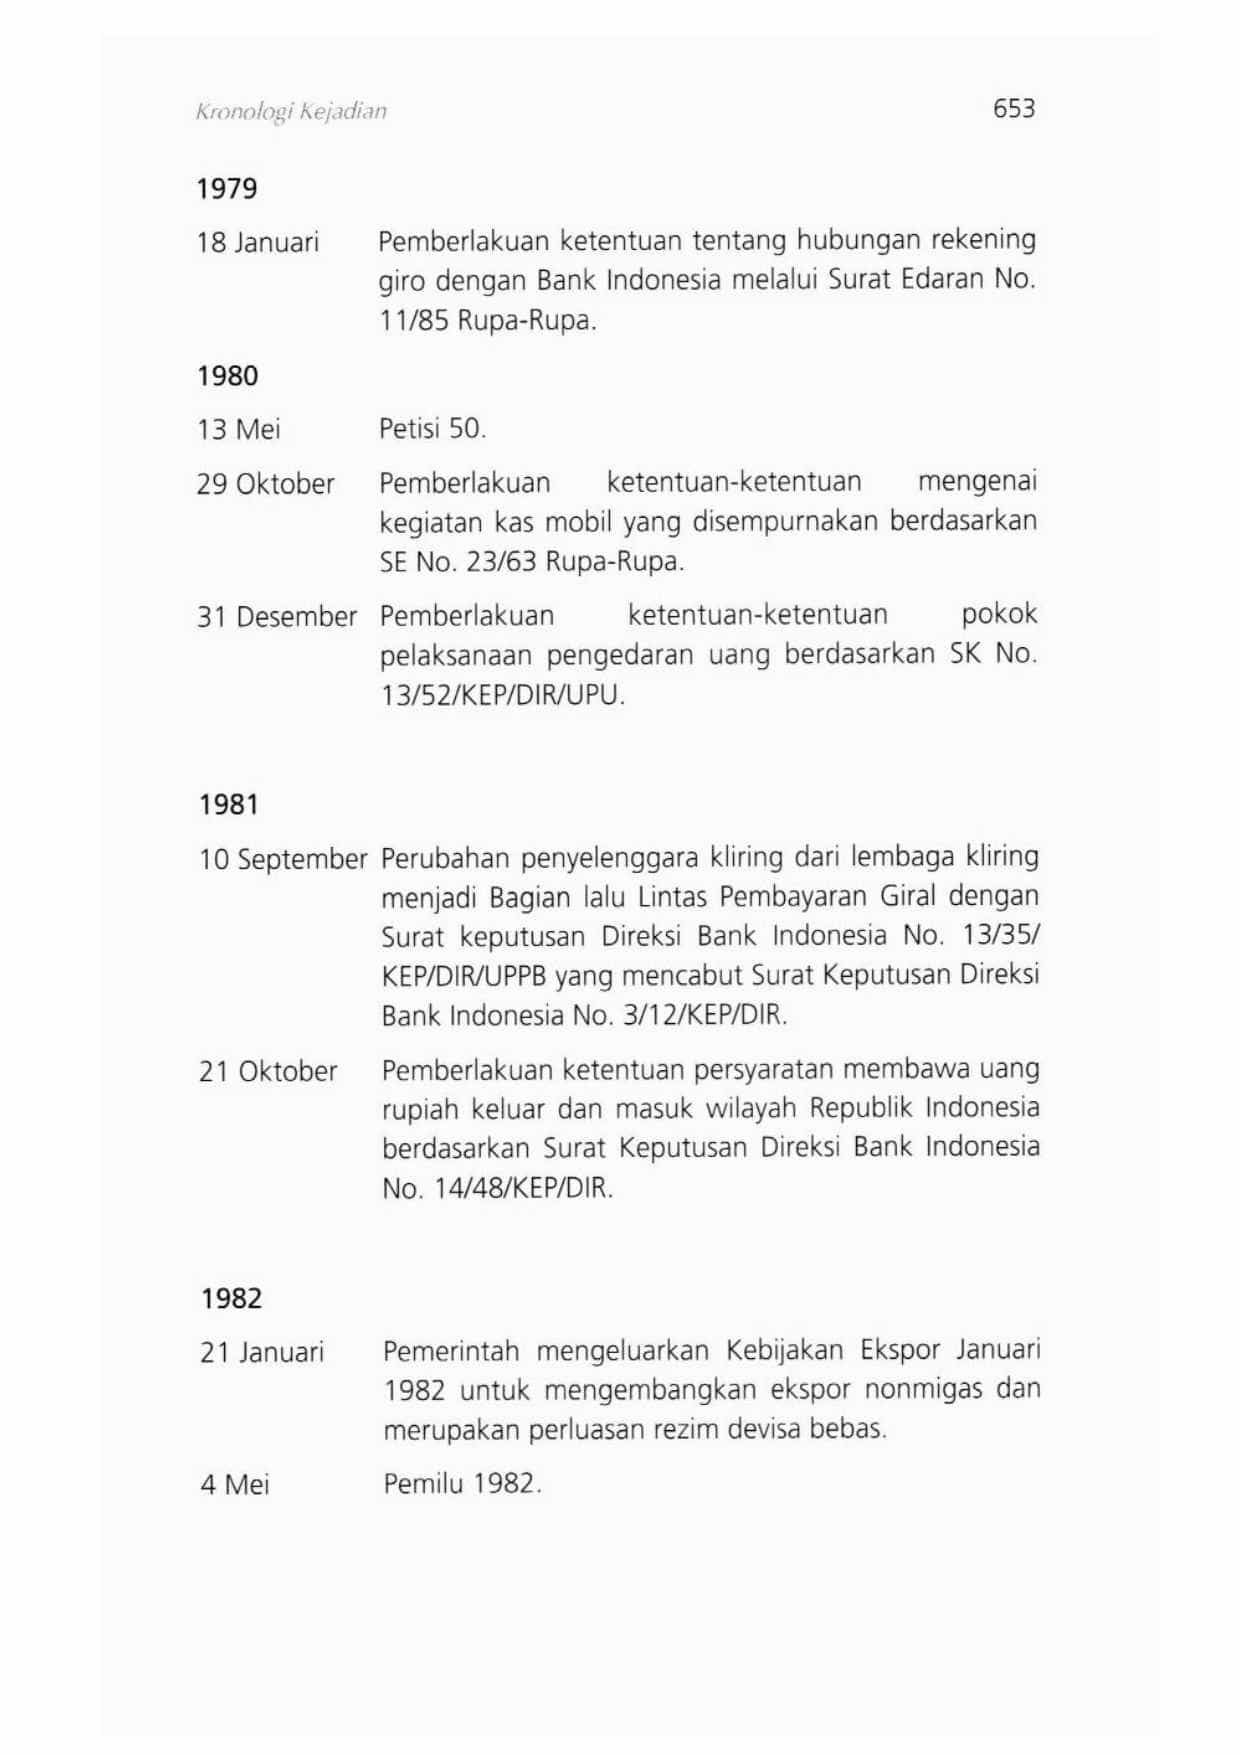 Kronologi Kejadian 653
1979
18 Januari Pemberlakuan ketentuan tentang hubungan rekening
giro dengan Bank Indonesia melalui Surat Edaran No.
11/85 Rupa-Rupa.
1980
13 Mei Petisi 50.
29 Oktober Pemberlakuan ketentuan-ketentuan mengenai
kegiatan kas mobil yang disempurnakan berdasarkan
SE No. 23/63 Rupa-Rupa.
31 Desember Pemberlakuan ketentuan-ketentuan pokok
pelaksanaan pengedaran uang berdasarkan SK No.
13/52/KEP/DIR/UPU.
1981
10 September Perubahan penyelenggara kliring dari lembaga kliring
menjadi Bagian lalu Lintas Pembayaran Giral dengan
Surat keputusan Direksi Bank Indonesia No. 13/35/
KEP/DIR/UPPB yang mencabut Surat Keputusan Direksi
Bank Indonesia No. 3/12/KEP/DIR.
21 Oktober Pemberlakuan ketentuan persyaratan membawa uang
rupiah keluar dan masuk wilayah Republik Indonesia
berdasarkan Surat Keputusan Direksi Bank Indonesia
No. 14/48/KEP/DIR.
1982
21 Januari Pemerintah mengeluarkan Kebijakan Ekspor Januari
1982 untuk mengembangkan ekspor nonmigas dan
merupakan perluasan rezim devisa bebas.
4 Mei Pemilu 1982.